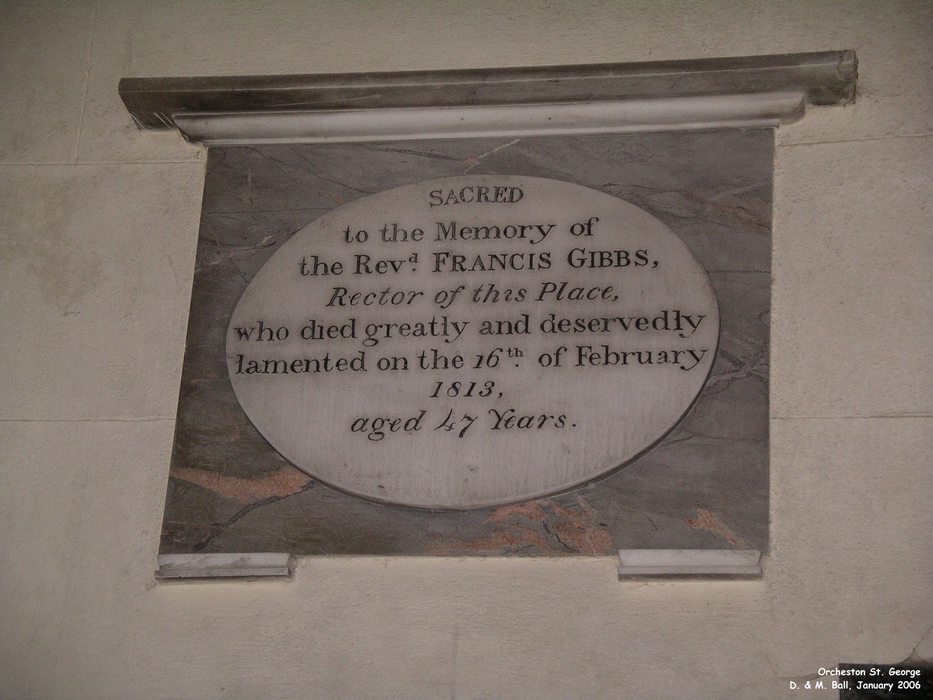 SACRED
to the Memory of
the Revᵈ. FRANCIS GIBBS,
Rector of this Place,
who died greatly and deservedly
lamented on the 16ᵗʰ. of February
1813,
aged 47 Years.
Orcheston St. George
D. & M. Ball, January 2006